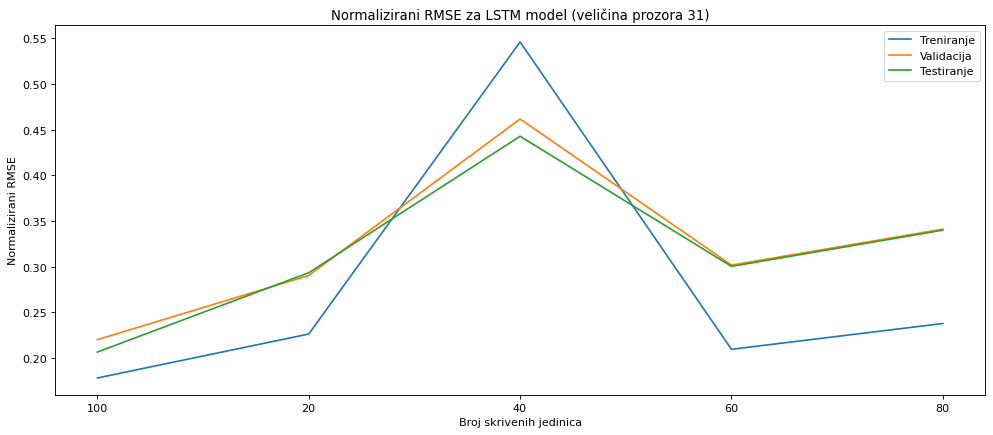 Normalizirani RMSE za LSTM model (veličina prozora 31)
Treniranje
Validacija
Testiranje
Normalizirani RMSE
0.55
0.50
0.45
0.40
0.35
0.30
0.25
0.20
100 20 40 60 80
Broj skrivenih jedinica